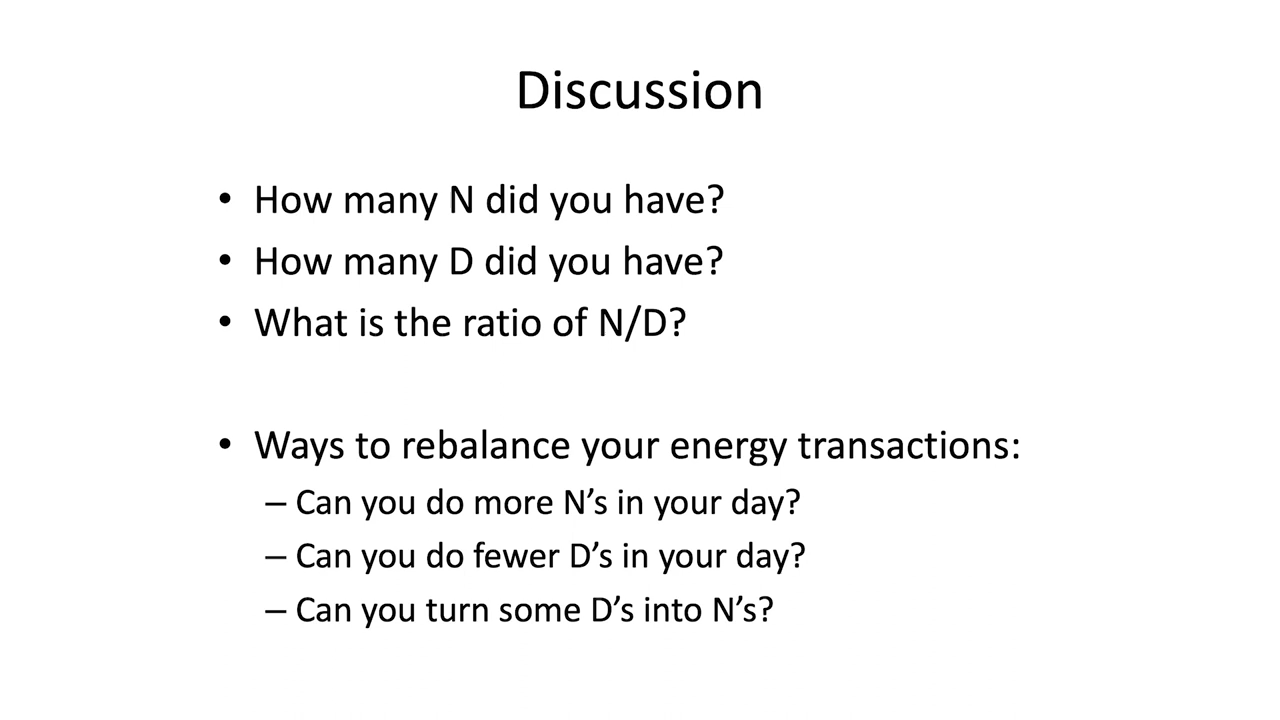 Discussion
• How many N did you have?
• How many D did you have?
• What is the ratio of N/D?
• Ways to rebalance your energy transactions:
– Can you do more N’s in your day?
– Can you do fewer D’s in your day?
– Can you turn some D’s into N’s?